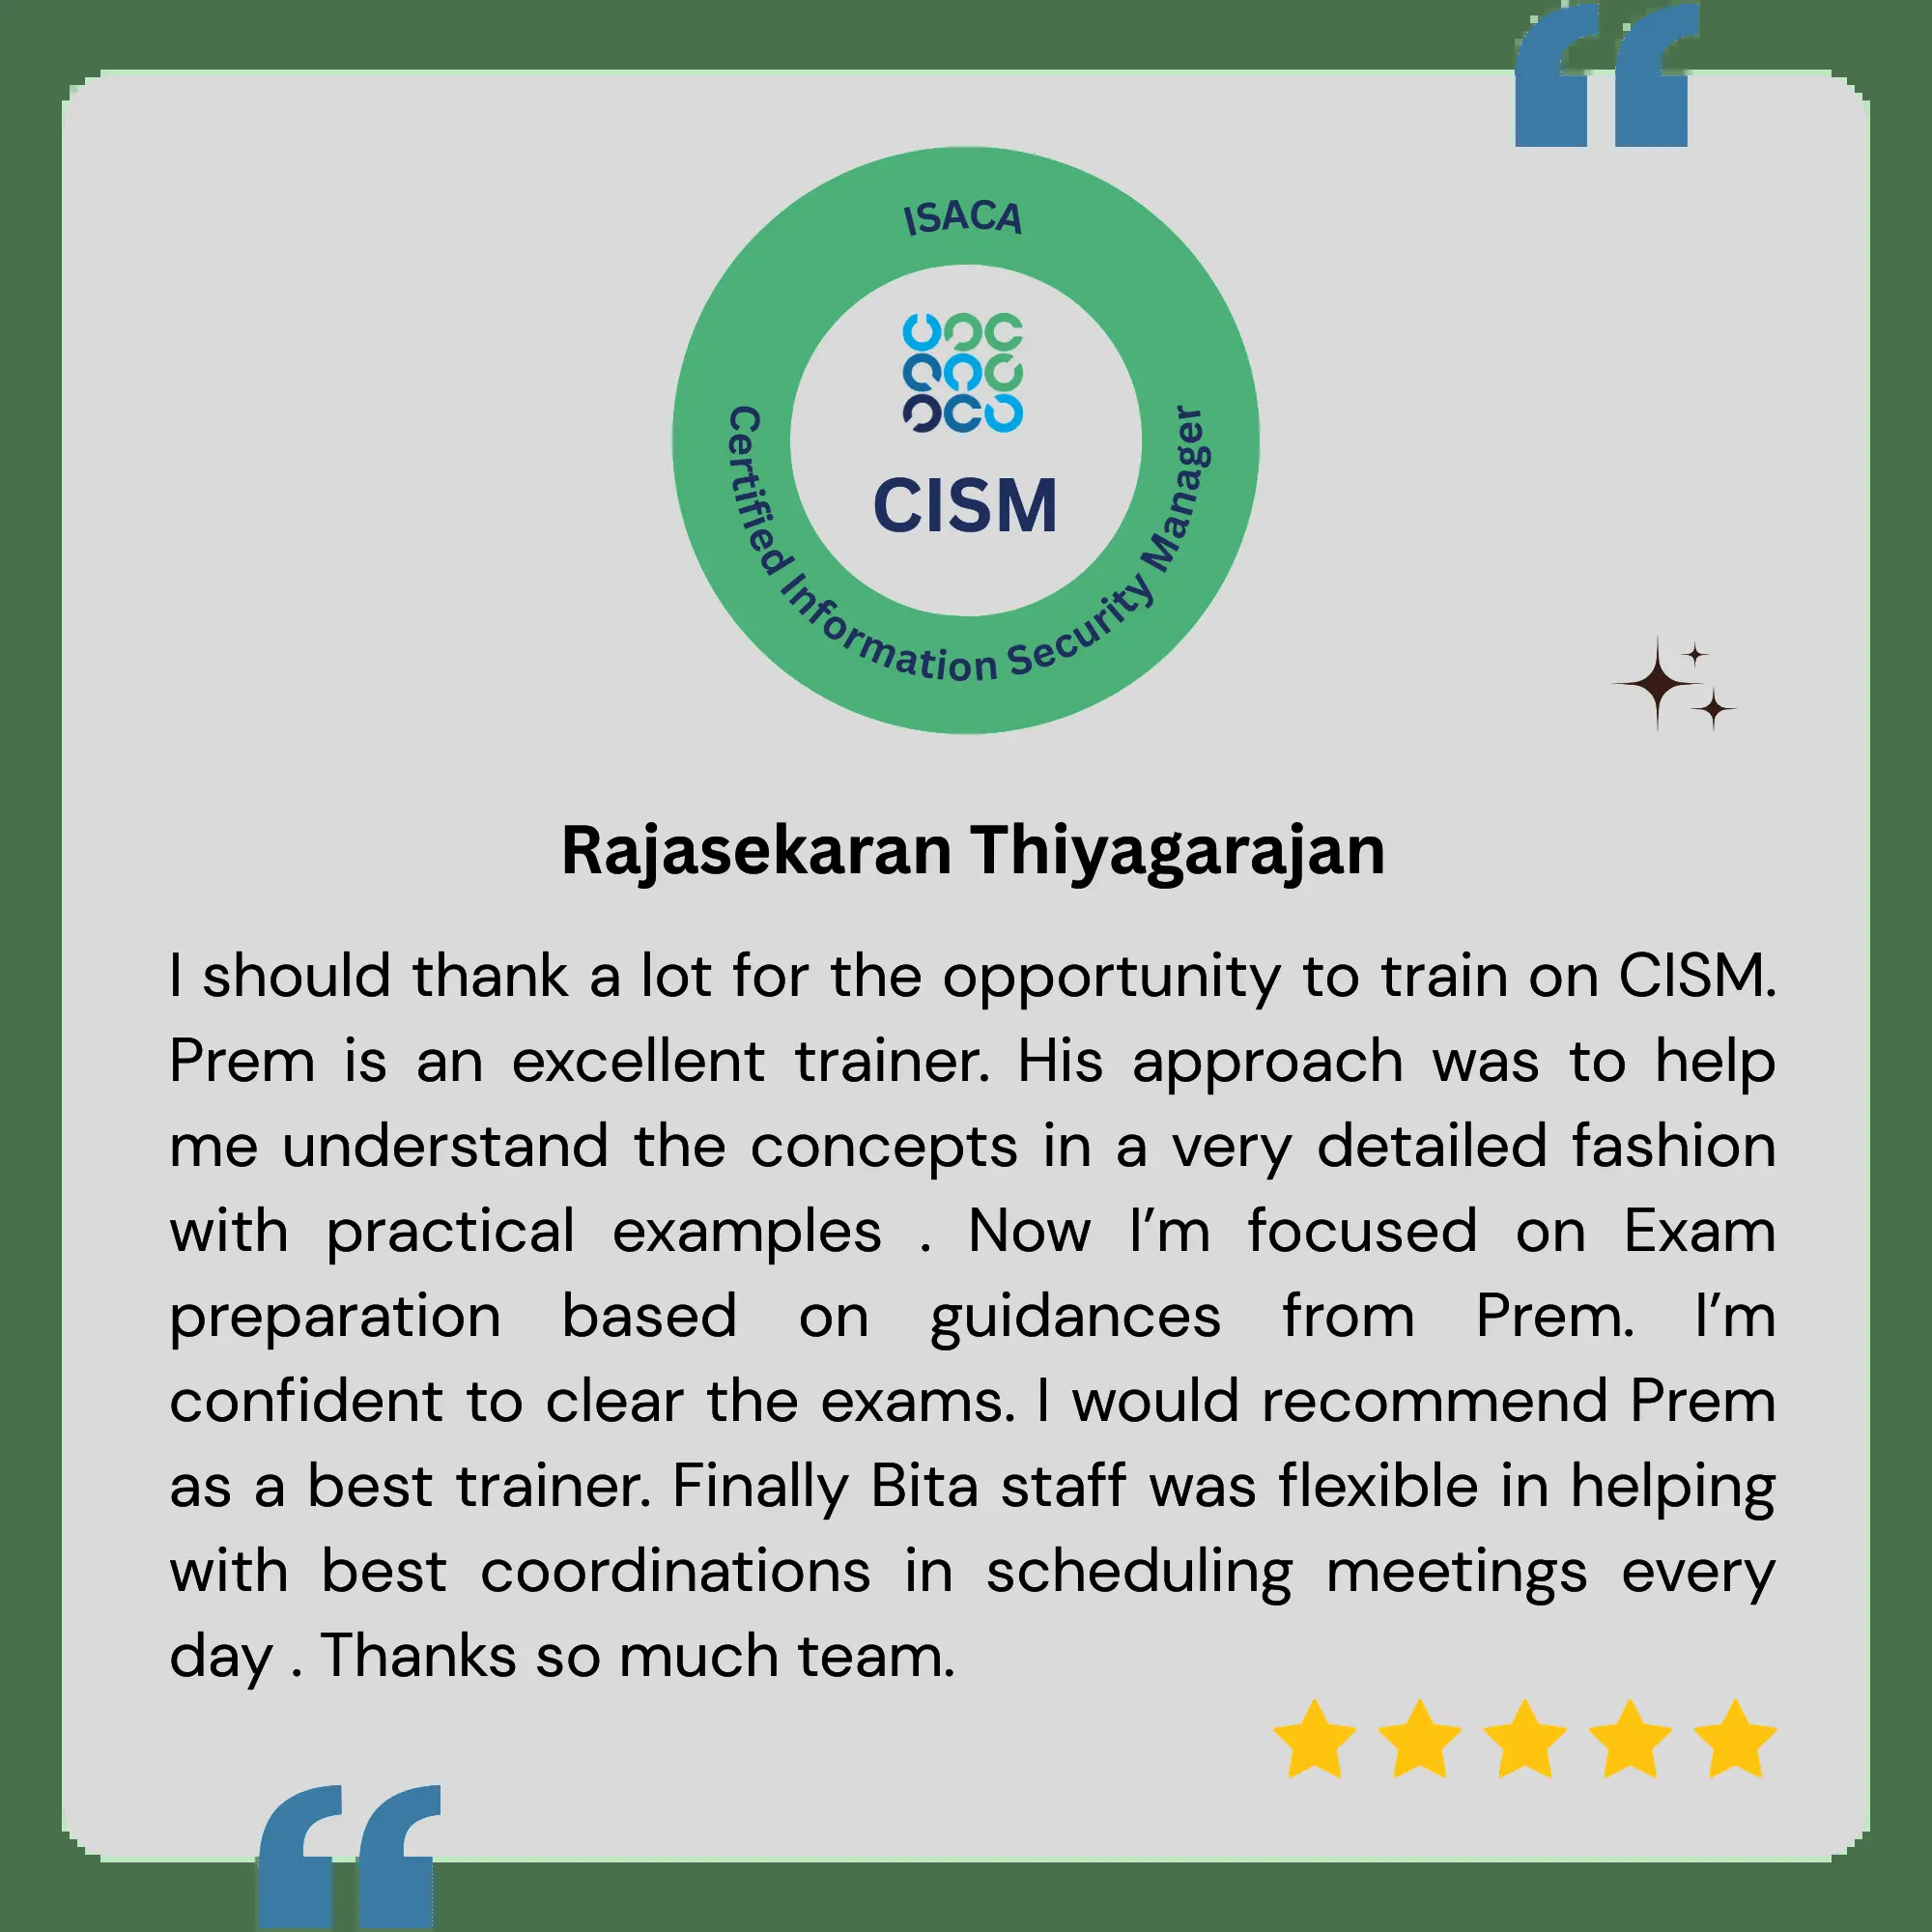 ISACA
CISM
Certified Information Security Manager
Rajasekaran Thiyagarajan
I should thank a lot for the opportunity to train on CISM.
Prem is an excellent trainer. His approach was to help
me understand the concepts in a very detailed fashion
with practical examples . Now I’m focused on Exam
preparation based on guidances from Prem. I’m
confident to clear the exams. I would recommend Prem
as a best trainer. Finally Bita staff was flexible in helping
with best coordinations in scheduling meetings every
day . Thanks so much team.